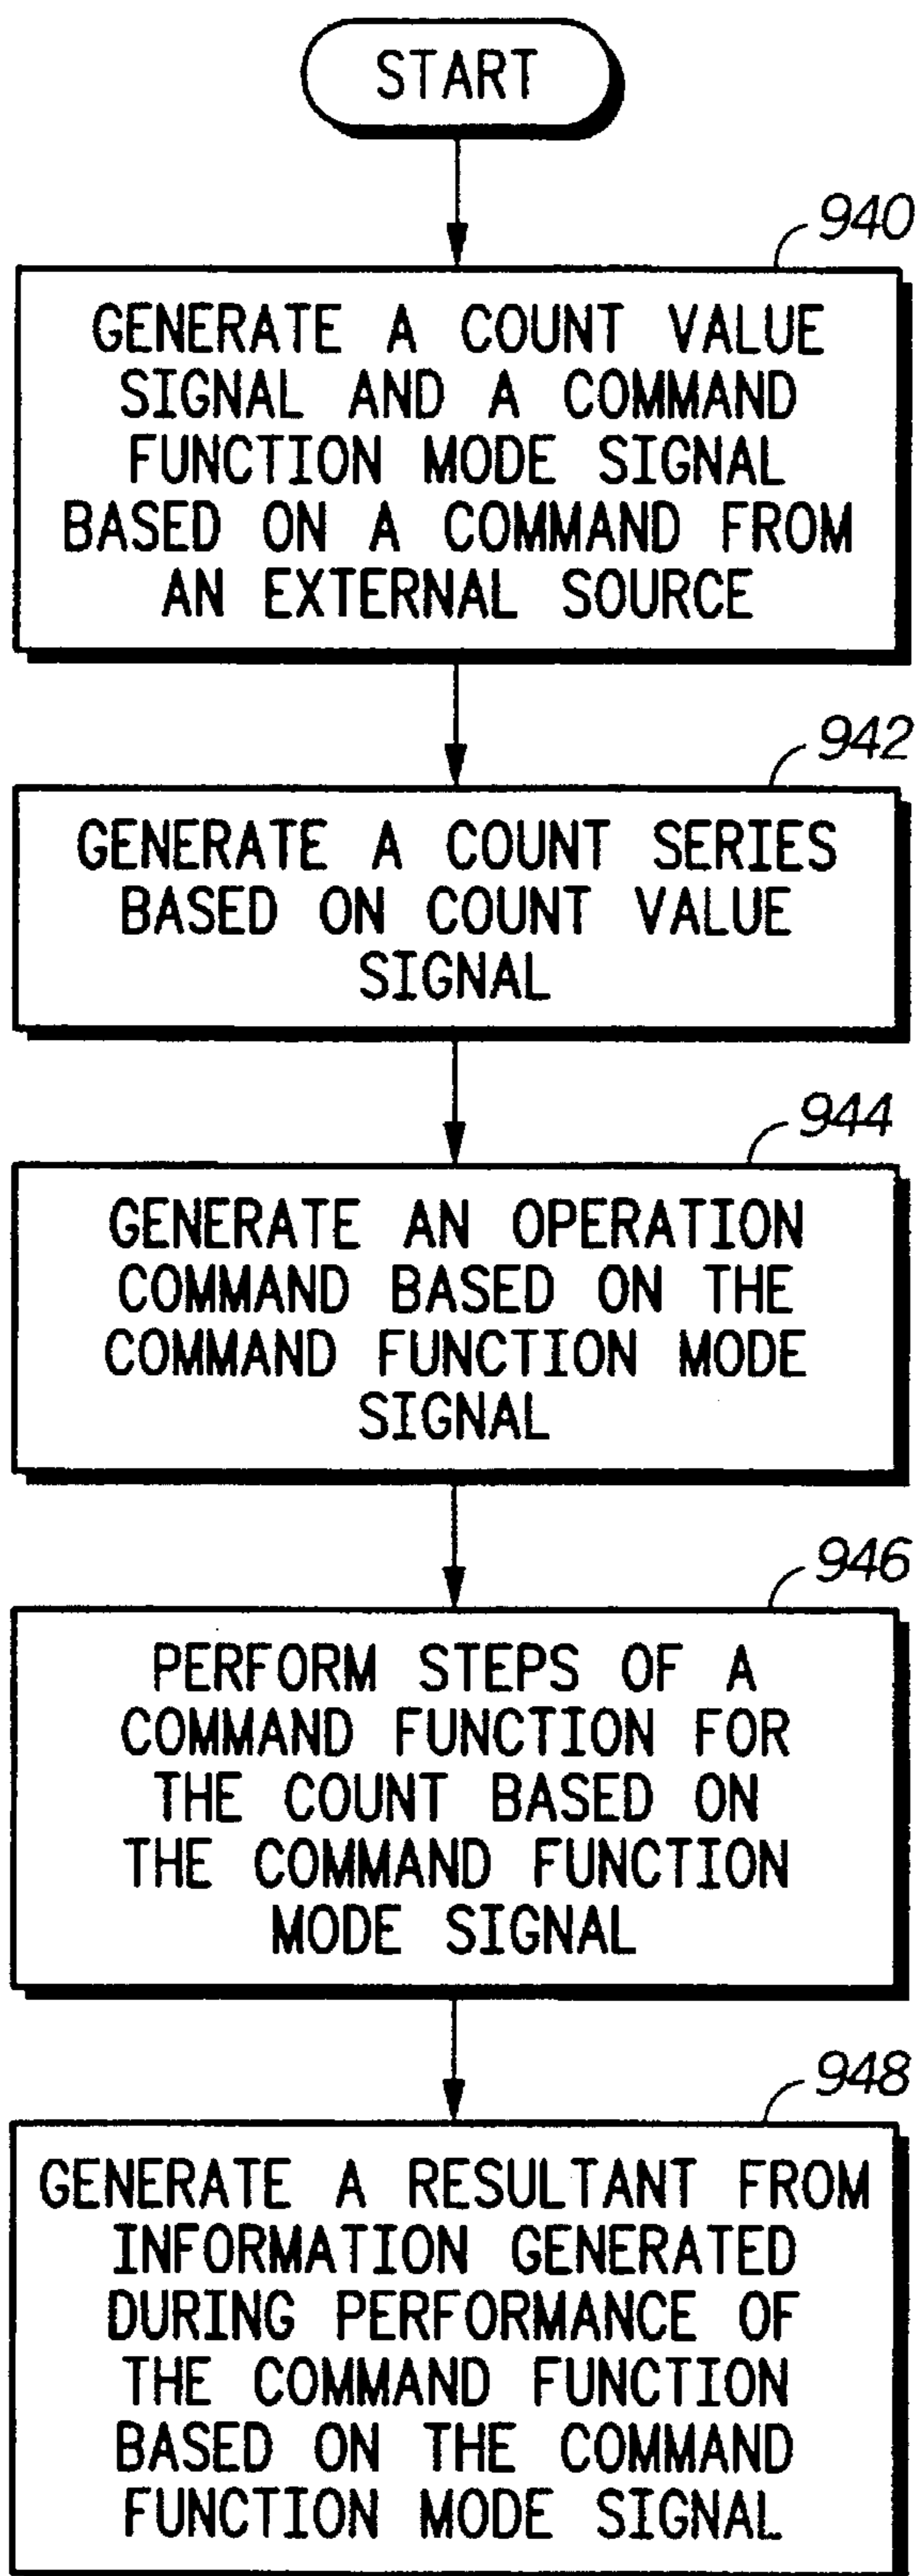 START
940
GENERATE A COUNT VALUE
SIGNAL AND A COMMAND
FUNCTION MODE SIGNAL
BASED ON A COMMAND FROM
AN EXTERNAL SOURCE
942
GENERATE A COUNT SERIES
BASED ON COUNT VALUE
SIGNAL
944
GENERATE AN OPERATION
COMMAND BASED ON THE
COMMAND FUNCTION MODE
SIGNAL
946
PERFORM STEPS OF A
COMMAND FUNCTION FOR
THE COUNT BASED ON
THE COMMAND FUNCTION
MODE SIGNAL
948
GENERATE A RESULTANT FROM
INFORMATION GENERATED
DURING PERFORMANCE OF
THE COMMAND FUNCTION
BASED ON THE COMMAND
FUNCTION MODE SIGNAL